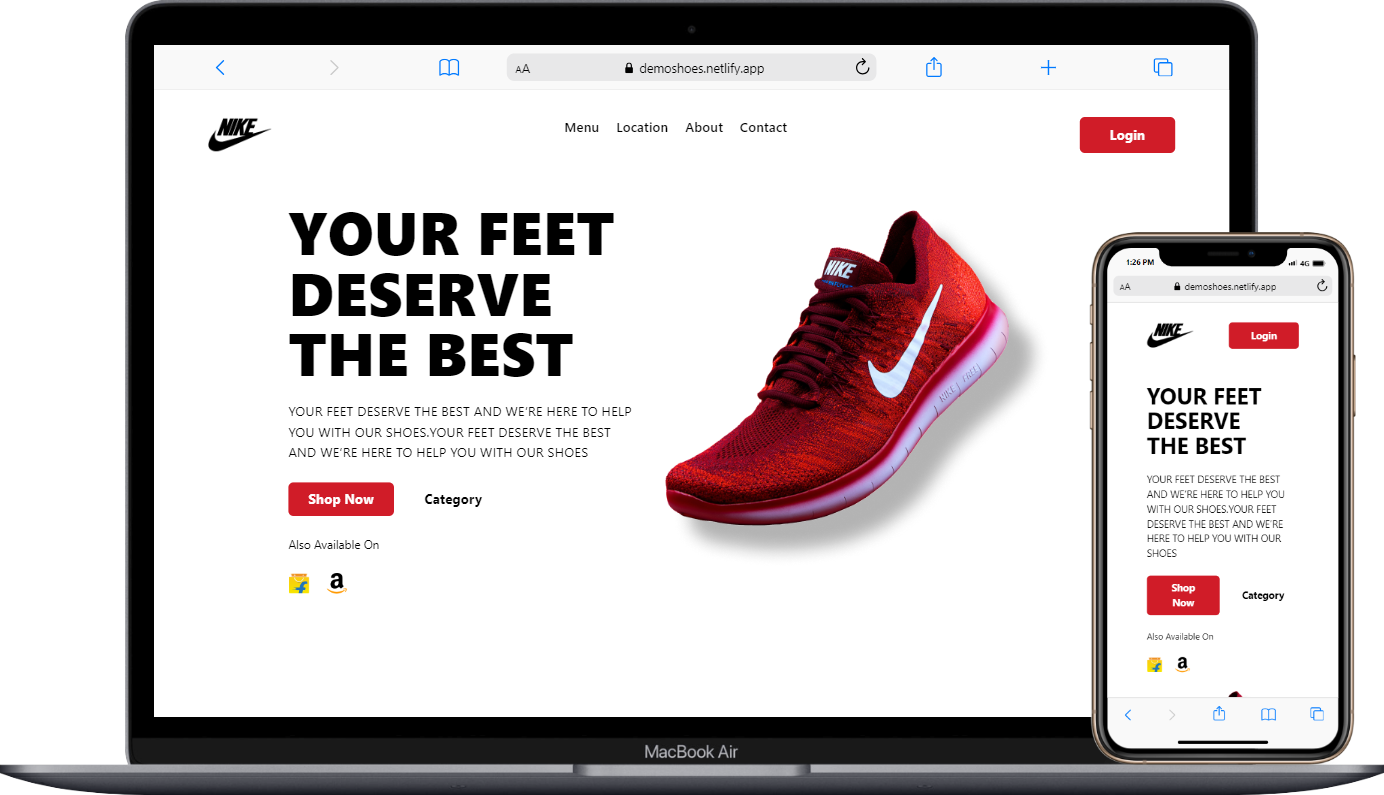 AA demoshoes.netlify.app
NIKE
Menu Location About Contact
Login
YOUR FEET
DESERVE
THE BEST
YOUR FEET DESERVE THE BEST AND WE'RE HERE TO HELP
YOU WITH OUR SHOES.YOUR FEET DESERVE THE BEST
AND WE'RE HERE TO HELP YOU WITH OUR SHOES
Shop Now Category
Also Available On
f a
NIKE
NIKE FREE
MacBook Air
1:26 PM 4G
AA demoshoes.netlify.app
NIKE
Login
YOUR FEET
DESERVE
THE BEST
YOUR FEET DESERVE THE BEST
AND WE'RE HERE TO HELP YOU
WITH OUR SHOES.YOUR FEET
DESERVE THE BEST AND WE'RE
HERE TO HELP YOU WITH OUR
SHOES
Shop
Now
Category
Also Available On
f a